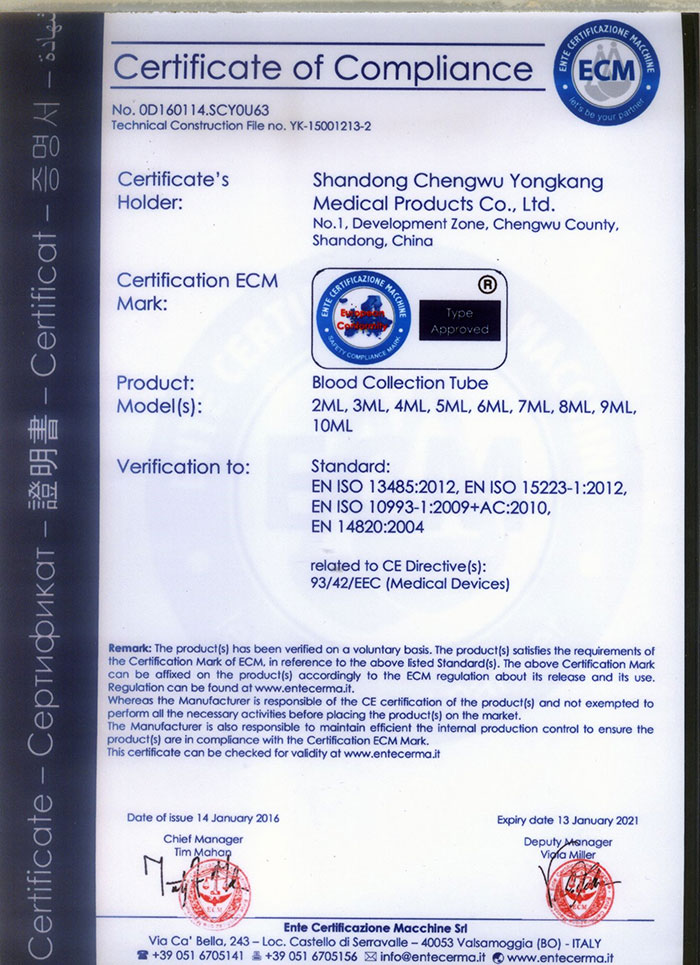 Certificate – Сертификат – 證明書 – Certificat – 증명서 – شهادة
Certificate of Compliance
ENTE CERTIFICAZIONE MACCHINE
ECM
let's be your partner
No. 0D160114.SCY0U63
Technical Construction File no. YK-15001213-2
Certificate's Holder:
Shandong Chengwu Yongkang
Medical Products Co., Ltd.
No.1, Development Zone, Chengwu County,
Shandong, China
Certification ECM Mark:
ENTE CERTIFICAZIONE MACCHINE
European
Community
SAFETY COMPLIANCE MARK
®
Type
Approved
Product:
Blood Collection Tube
Model(s):
2ML, 3ML, 4ML, 5ML, 6ML, 7ML, 8ML, 9ML,
10ML
Verification to:
Standard:
EN ISO 13485:2012, EN ISO 15223-1:2012,
EN ISO 10993-1:2009+AC:2010,
EN 14820:2004
related to CE Directive(s):
93/42/EEC (Medical Devices)
Remark: The product(s) has been verified on a voluntary basis. The product(s) satisfies the requirements of
the Certification Mark of ECM, in reference to the above listed Standard(s). The above Certification Mark
can be affixed on the product(s) accordingly to the ECM regulation about its release and its use.
Regulation can be found at www.entecerma.it.
Whereas the Manufacturer is responsible of the CE certification of the product(s) and not exempted to
perform all the necessary activities before placing the product(s) on the market.
The Manufacturer is also responsible to maintain efficient the internal production control to ensure the
product(s) are in compliance with the Certification ECM Mark.
This certificate can be checked for validity at www.entecerma.it
Date of issue 14 January 2016
Expiry date 13 January 2021
Chief Manager
Tim Mahan
Deputy Manager
Viola Miller
ECM
ECM
Ente Certificazione Macchine Srl
Via Ca' Bella, 243 – Loc. Castello di Serravalle – 40053 Valsamoggia (BO) - ITALY
+39 051 6705141 +39 051 6705156 info@entecerma.it www.entecerma.it